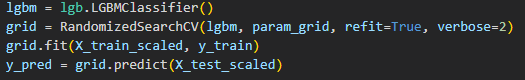 lgbm = lgb.LGBMClassifier()
grid = RandomizedSearchCV(lgbm, param_grid, refit=True, verbose=2)
grid.fit(X_train_scaled, y_train)
y_pred = grid.predict(X_test_scaled)